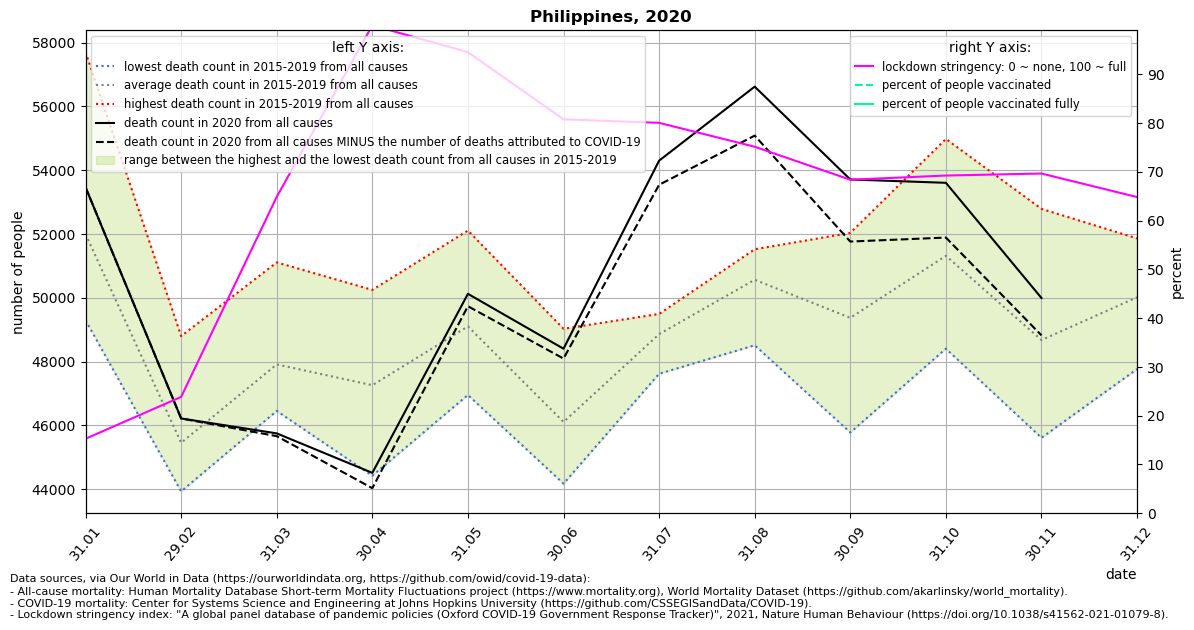 Philippines, 2020
left Y axis:
lowest death count in 2015-2019 from all causes
average death count in 2015-2019 from all causes
highest death count in 2015-2019 from all causes
death count in 2020 from all causes
death count in 2020 from all causes MINUS the number of deaths attributed to COVID-19
range between the highest and the lowest death count from all causes in 2015-2019
right Y axis:
lockdown stringency: 0 ~ none, 100 ~ full
percent of people vaccinated
percent of people vaccinated fully
number of people
58000
56000
54000
52000
50000
48000
46000
44000
90
80
70
60
50
40
30
20
10
0
percent
31.01
29.02
31.03
30.04
31.05
30.06
31.07
31.08
30.09
31.10
30.11
31.12
date
Data sources, via Our World in Data (https://ourworldindata.org, https://github.com/owid/covid-19-data):
- All-cause mortality: Human Mortality Database Short-term Mortality Fluctuations project (https://www.mortality.org), World Mortality Dataset (https://github.com/akarlinsky/world_mortality).
- COVID-19 mortality: Center for Systems Science and Engineering at Johns Hopkins University (https://github.com/CSSEGISandData/COVID-19).
- Lockdown stringency index: "A global panel database of pandemic policies (Oxford COVID-19 Government Response Tracker)", 2021, Nature Human Behaviour (https://doi.org/10.1038/s41562-021-01079-8).